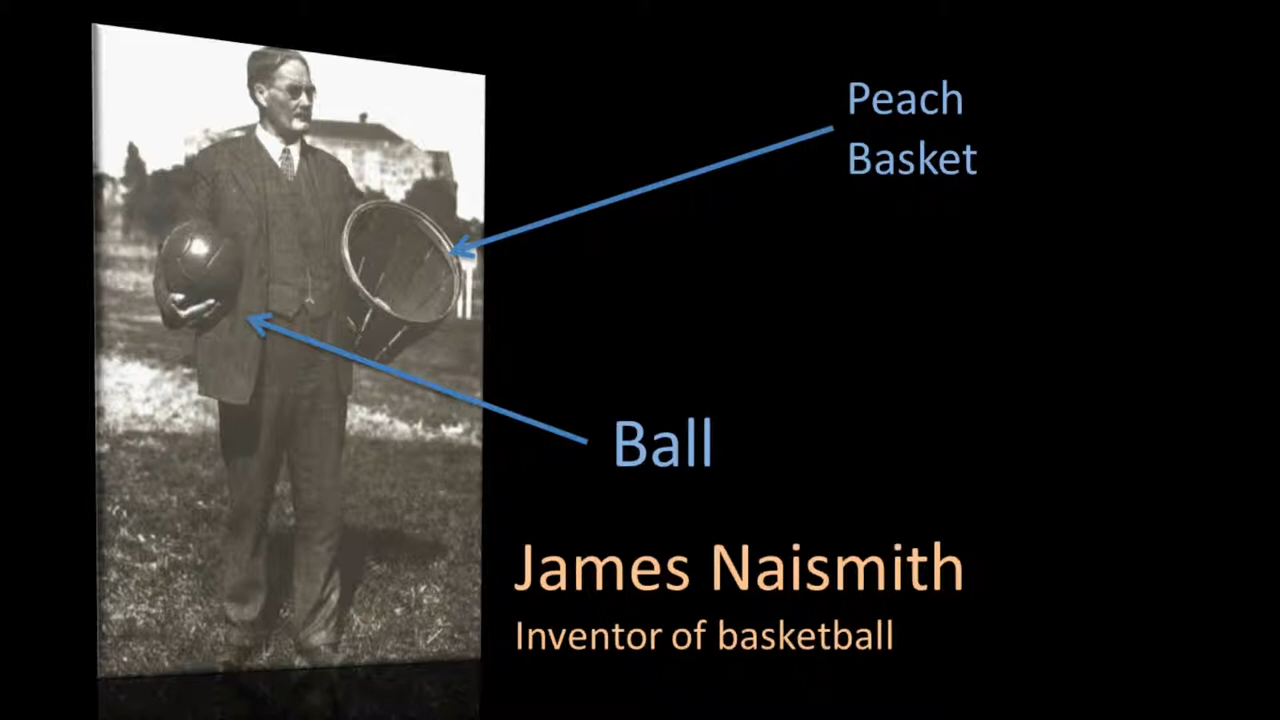 Peach
Basket
Ball
James Naismith
Inventor of basketball